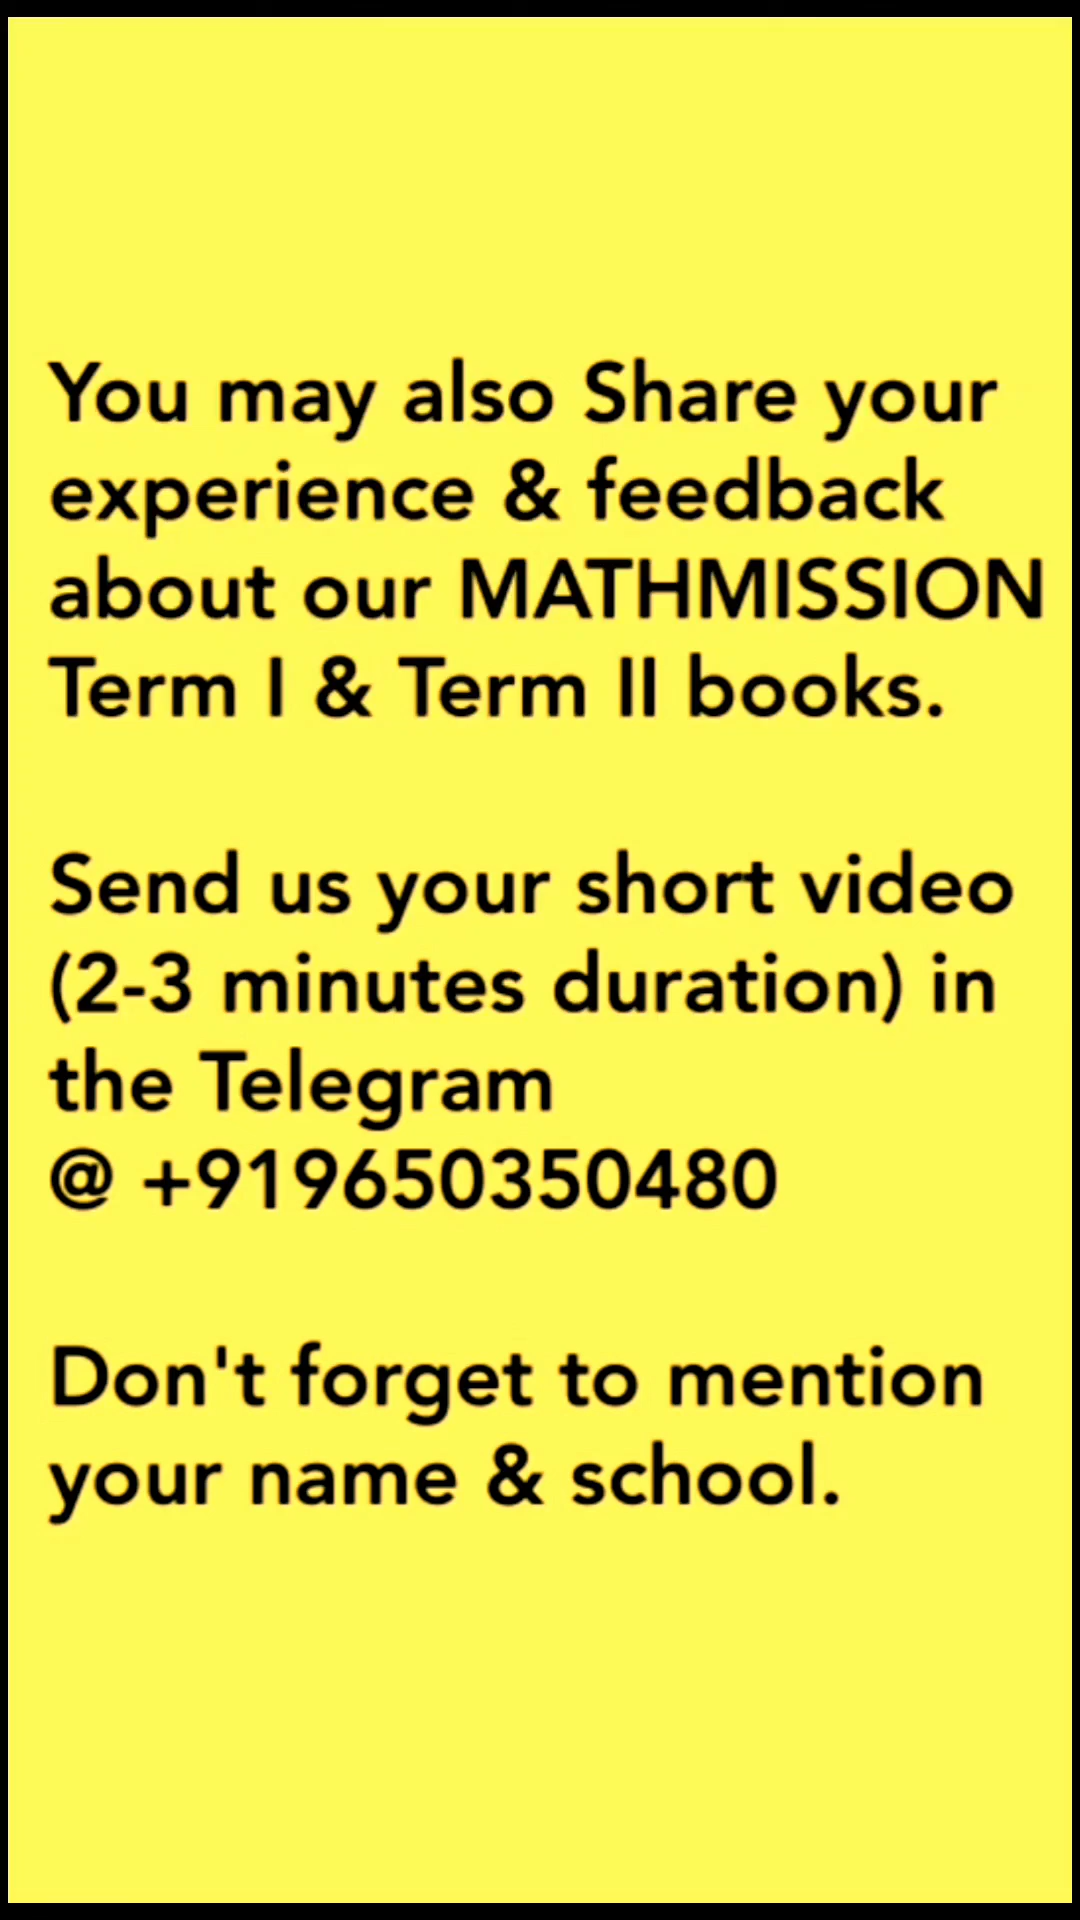 You may also Share your
experience & feedback
about our MATHMISSION
Term I & Term II books.
Send us your short video
(2-3 minutes duration) in
the Telegram
@ +919650350480
Don't forget to mention
your name & school.